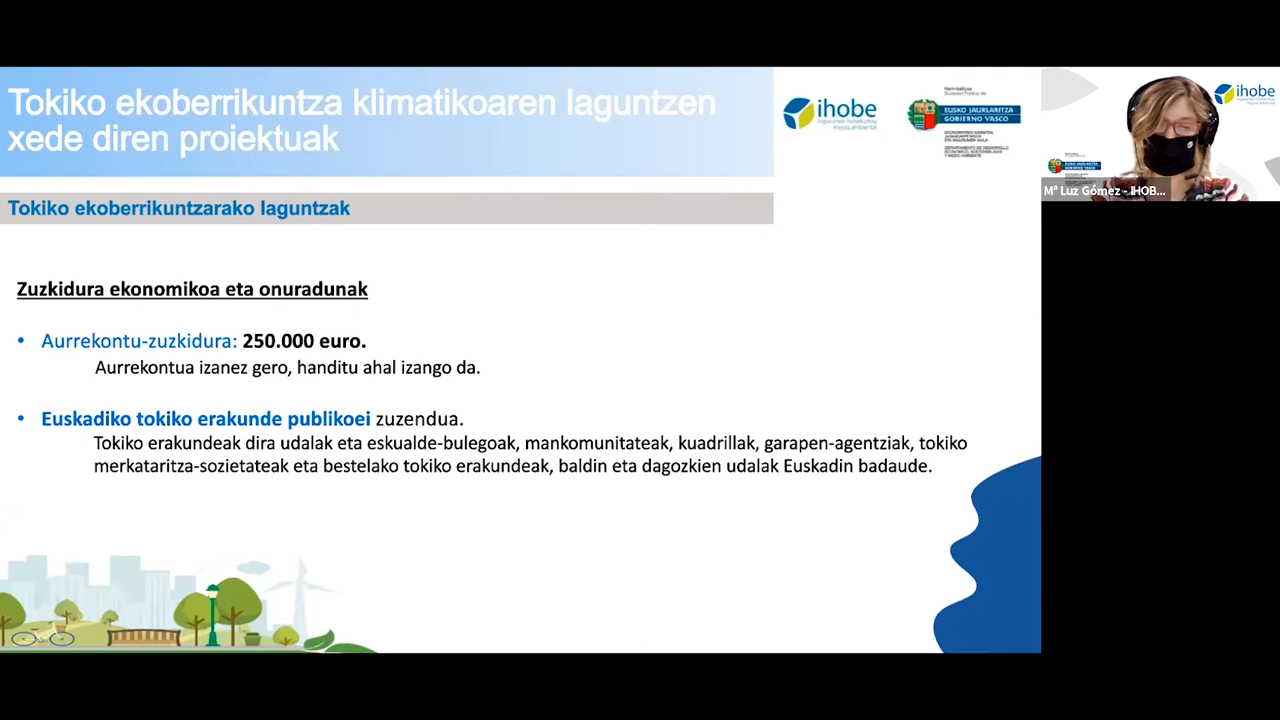 Tokiko ekoberrikuntza klimatikoaren laguntzen
xede diren proiektuak
ihobe
EUSKO JAURLARITZA
GOBIERNO VASCO
ihobe
Mª Luz Gómez - IHOB...
Tokiko ekoberrikuntzarako laguntzak
Zuzkidura ekonomikoa eta onuradunak
• Aurrekontu-zuzkidura: 250.000 euro.
Aurrekontua izanez gero, handitu ahal izango da.
• Euskadiko tokiko erakunde publikoei zuzendua.
Tokiko erakundeak dira udalak eta eskualde-bulegoak, mankomunitateak, kuadrillak, garapen-agentziak, tokiko
merkataritza-sozietateak eta bestelako tokiko erakundeak, baldin eta dagozkien udalak Euskadin badaude.